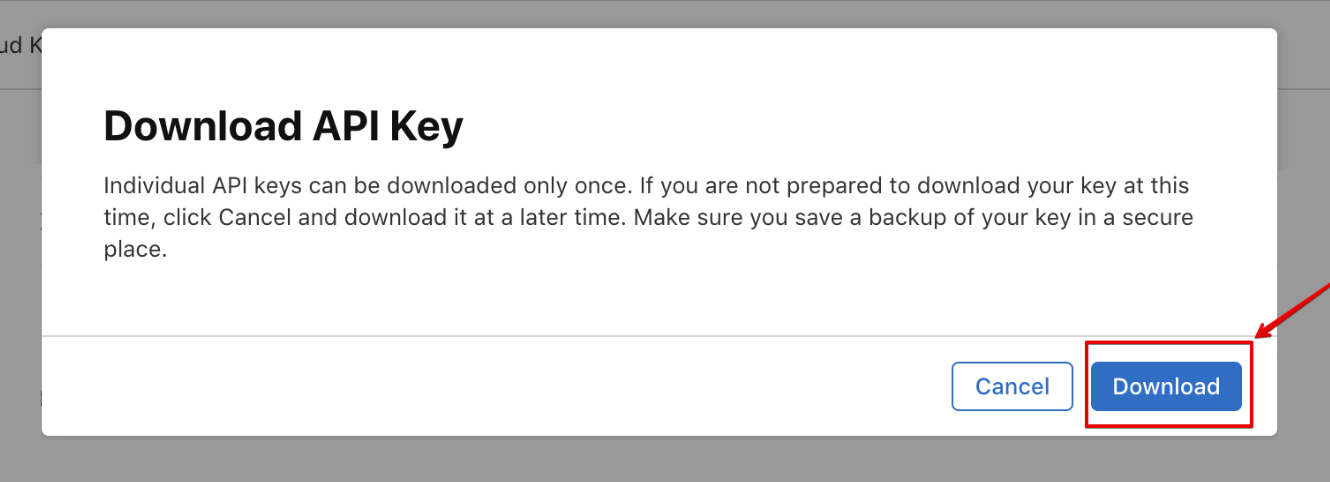 ud K
Download API Key
Individual API keys can be downloaded only once. If you are not prepared to download your key at this
time, click Cancel and download it at a later time. Make sure you save a backup of your key in a secure
place.
Cancel
Download